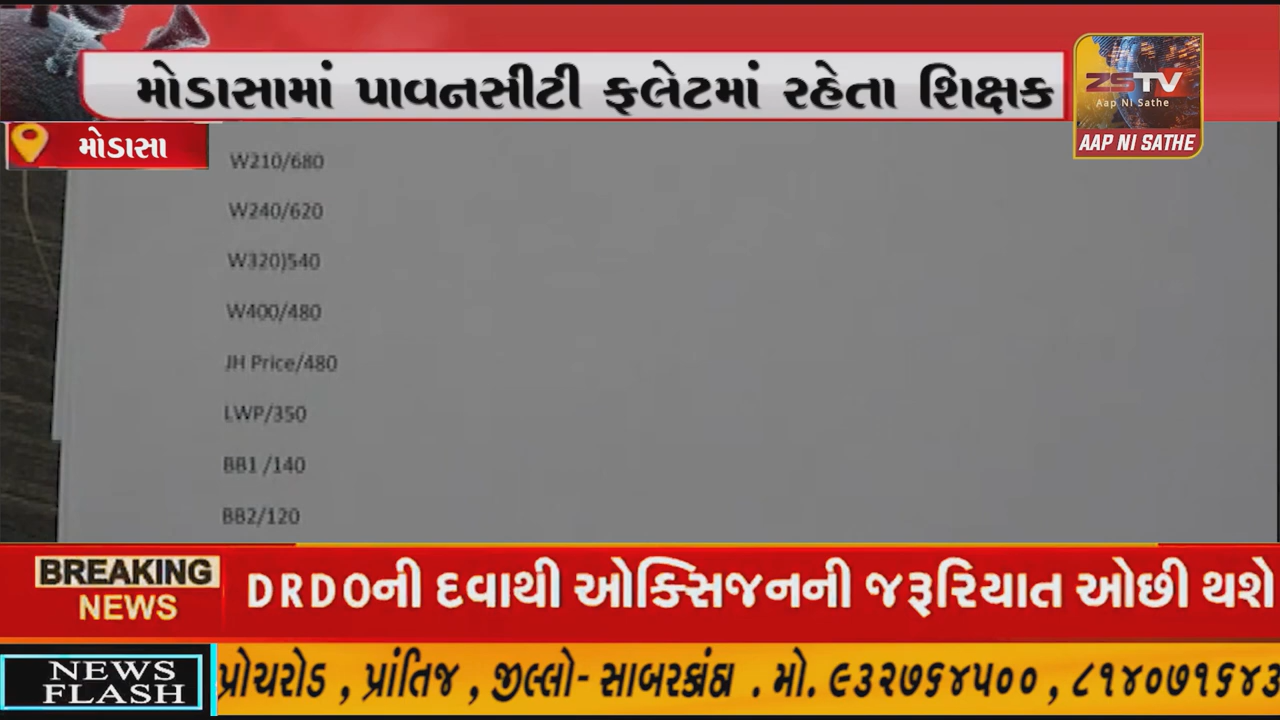 મોડાસામાં પાવનસીટી ફલેટમાં રહેતા શિક્ષક
ZSTV
Aap Ni Sathe
AAP NI SATHE
મોડાસા
W210/680
W240/620
W320)540
W400/480
JH Price/480
LWP/350
BB1 /140
BB2/120
BREAKING
NEWS
DRDOની દવાથી ઓક્સિજનની જરૂરિયાત ઓછી થશે
NEWS
FLASH
પ્રોચરોડ , પ્રાંતિજ , જીલ્લો- સાબરકાંઠા . મો. ૯૩૨૭૬૪૫૦૦ , ૮૧૪૦૭૧૬૪૩